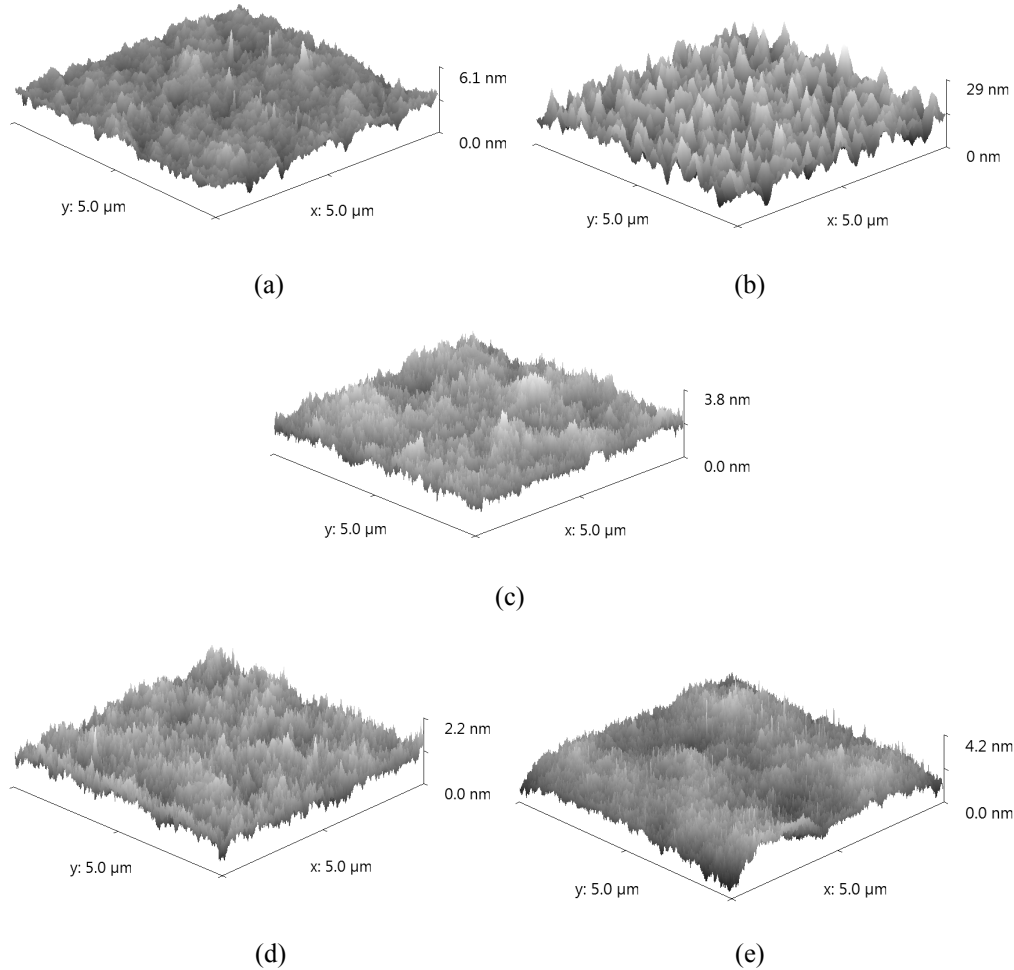 6.1 nm
0.0 nm
y: 5.0 µm
x: 5.0 µm
(a)
29 nm
0 nm
y: 5.0 µm
x: 5.0 µm
(b)
3.8 nm
0.0 nm
y: 5.0 µm
x: 5.0 µm
(c)
2.2 nm
0.0 nm
y: 5.0 µm
x: 5.0 µm
(d)
4.2 nm
0.0 nm
y: 5.0 µm
x: 5.0 µm
(e)